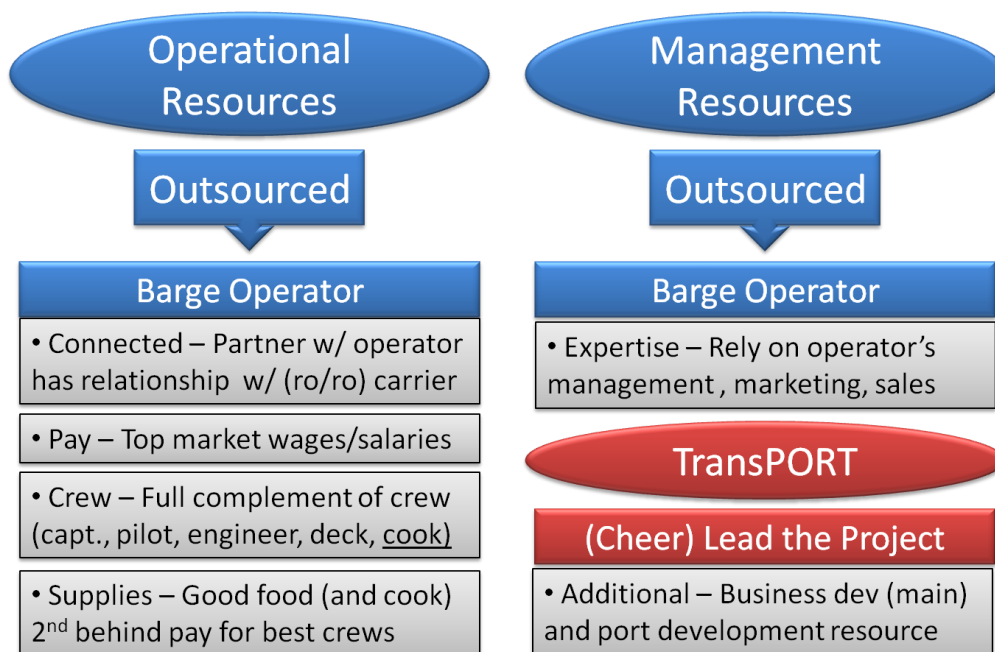 Operational
Resources
Outsourced
Barge Operator
• Connected – Partner w/ operator
has relationship w/ (ro/ro) carrier
• Pay – Top market wages/salaries
• Crew – Full complement of crew
(capt., pilot, engineer, deck, cook)
• Supplies – Good food (and cook)
2nd behind pay for best crews
Management
Resources
Outsourced
Barge Operator
• Expertise – Rely on operator's
management , marketing, sales
TransPORT
(Cheer) Lead the Project
• Additional – Business dev (main)
and port development resource